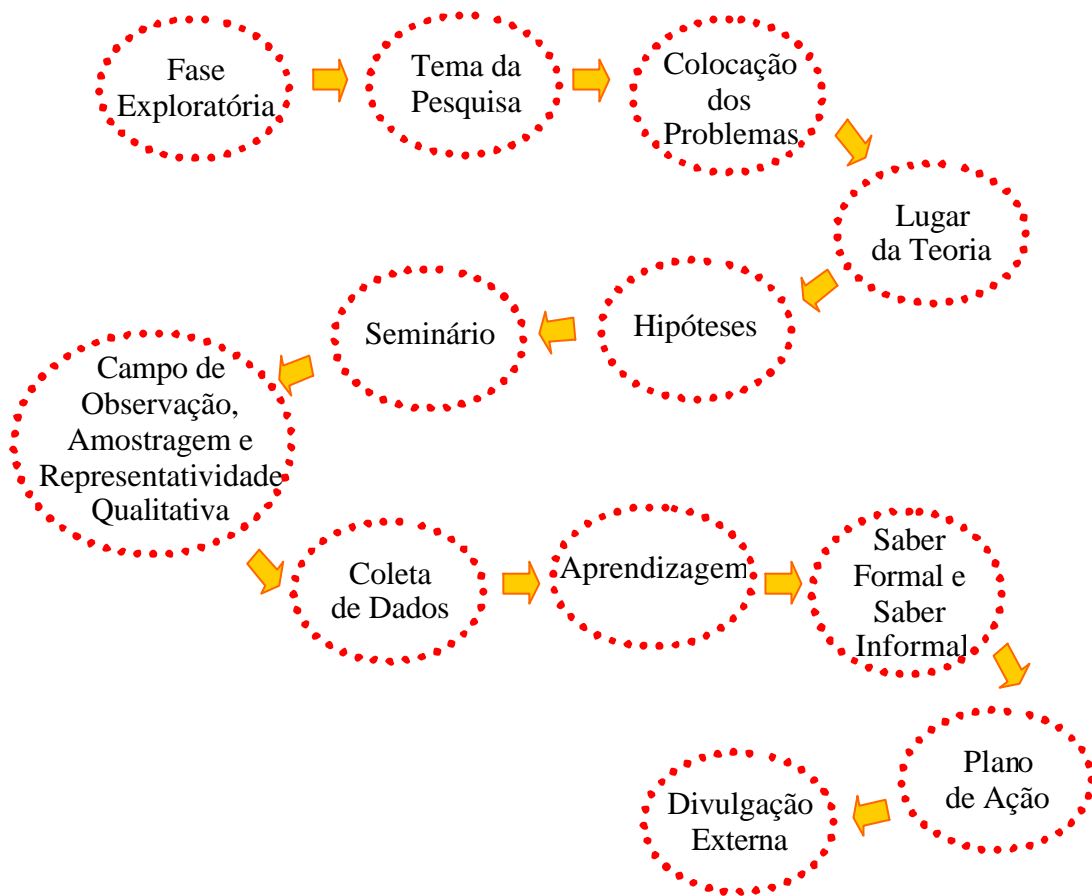 Fase
Exploratória
Tema da
Pesquisa
Colocação
dos
Problemas
Lugar
da Teoria
Hipóteses
Seminário
Campo de
Observação,
Amostragem e
Representatividade
Qualitativa
Coleta
de Dados
Aprendizagem
Saber
Formal e
Saber
Informal
Plano
de Ação
Divulgação
Externa